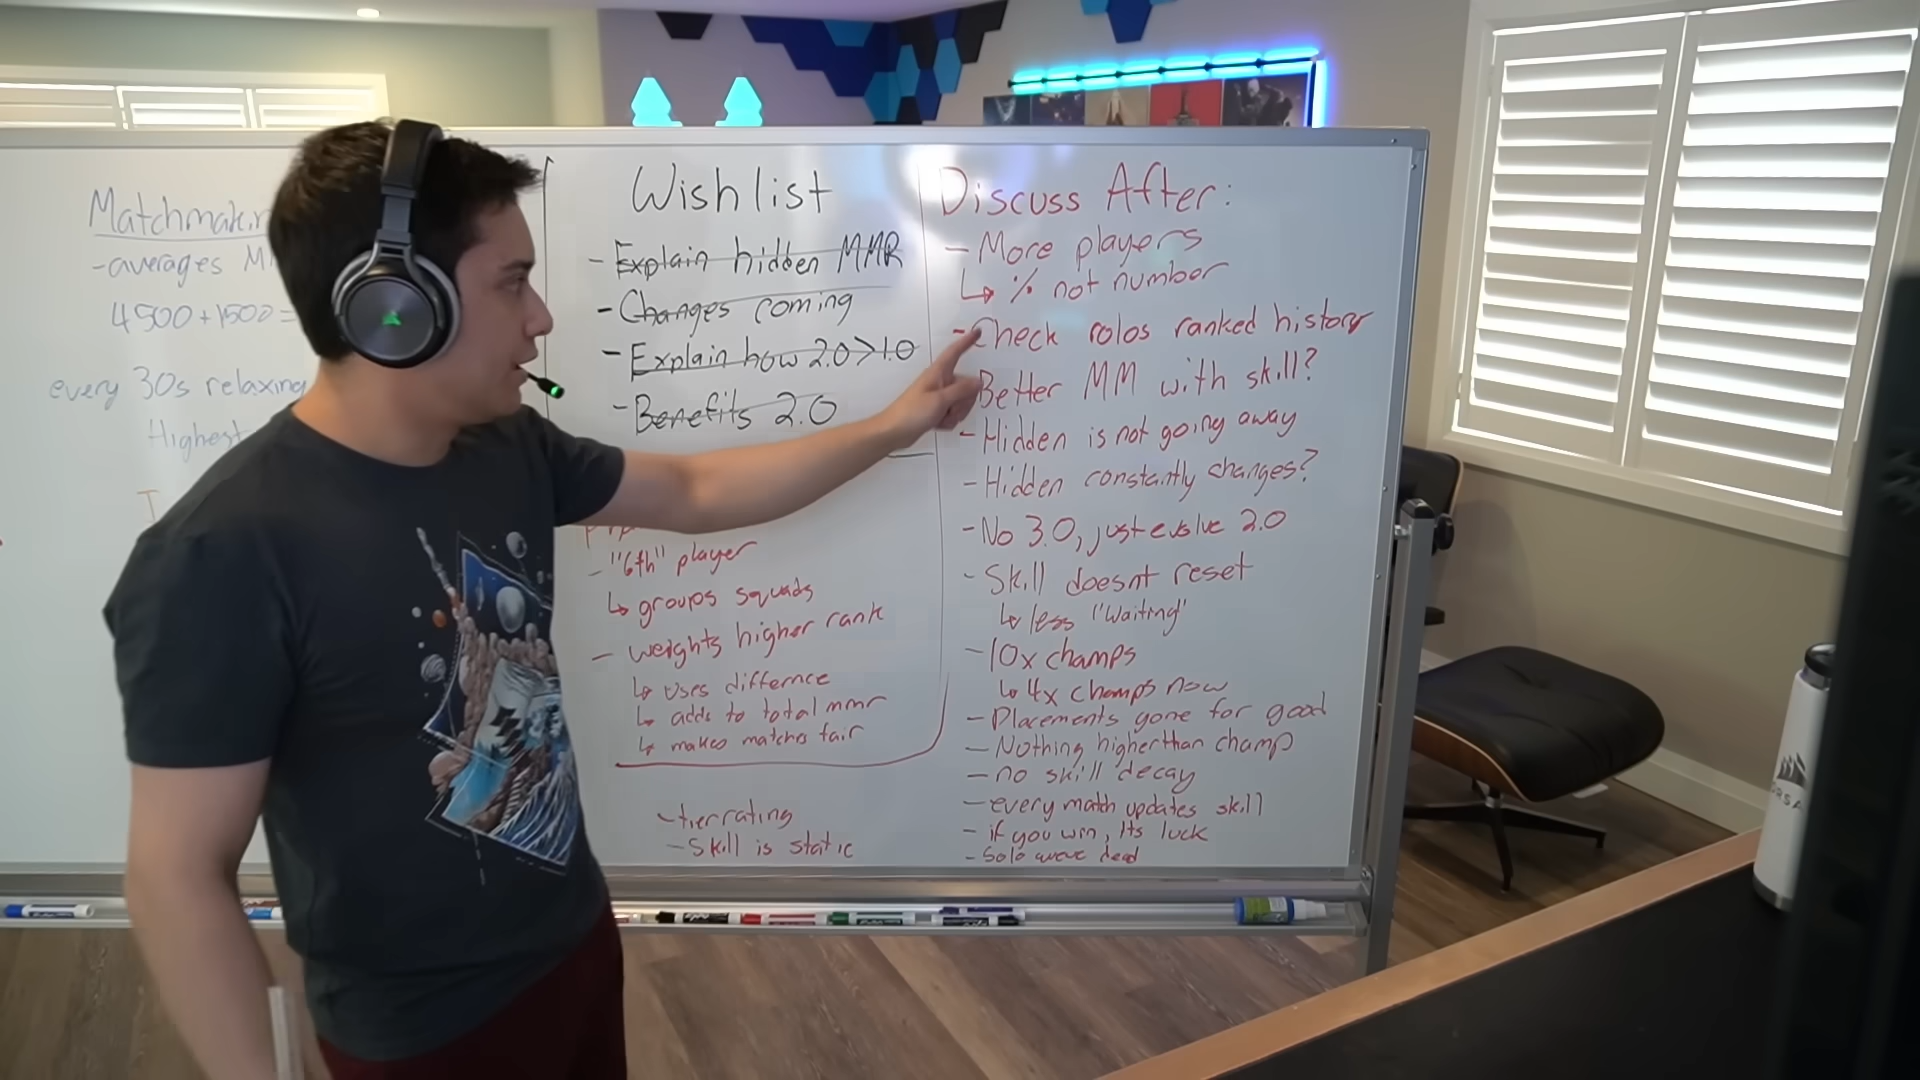 Matchmakin
-averages M
4500+1500=
every 30s relaxing
Highest
Wishlist
- Explain hidden MMR
- Changes coming
- Explain how 2.0>1.0
- Benefits 2.0
- "6th" player
↳ groups squads
- weights higher rank
↳ uses differnce
↳ adds to total mmr
↳ makes matches fair
- tier rating
- Skill is static
Discuss After:
- More players
↳ % not number
- Check rolos ranked history
Better MM with skill?
- Hidden is not going away
- Hidden constantly changes?
- No 3.0, just evolve 2.0
- Skill doesnt reset
↳ less "Waiting"
- 10x champs
↳ 4x champs now
- Placements gone for good
- Nothing higher than champ
- no skill decay
- every match updates skill
- if you win, its luck
- Solo queue dead